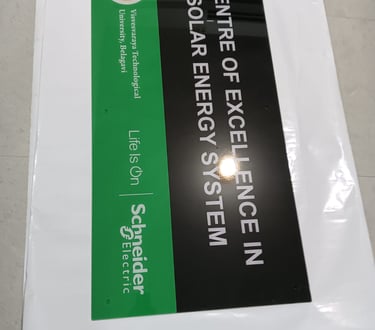 ENTRE OF EXCELLENCE IN
SOLAR ENERGY SYSTEM
Visvesvaraya Technological
University, Belagavi
Life Is On
Schneider
Electric